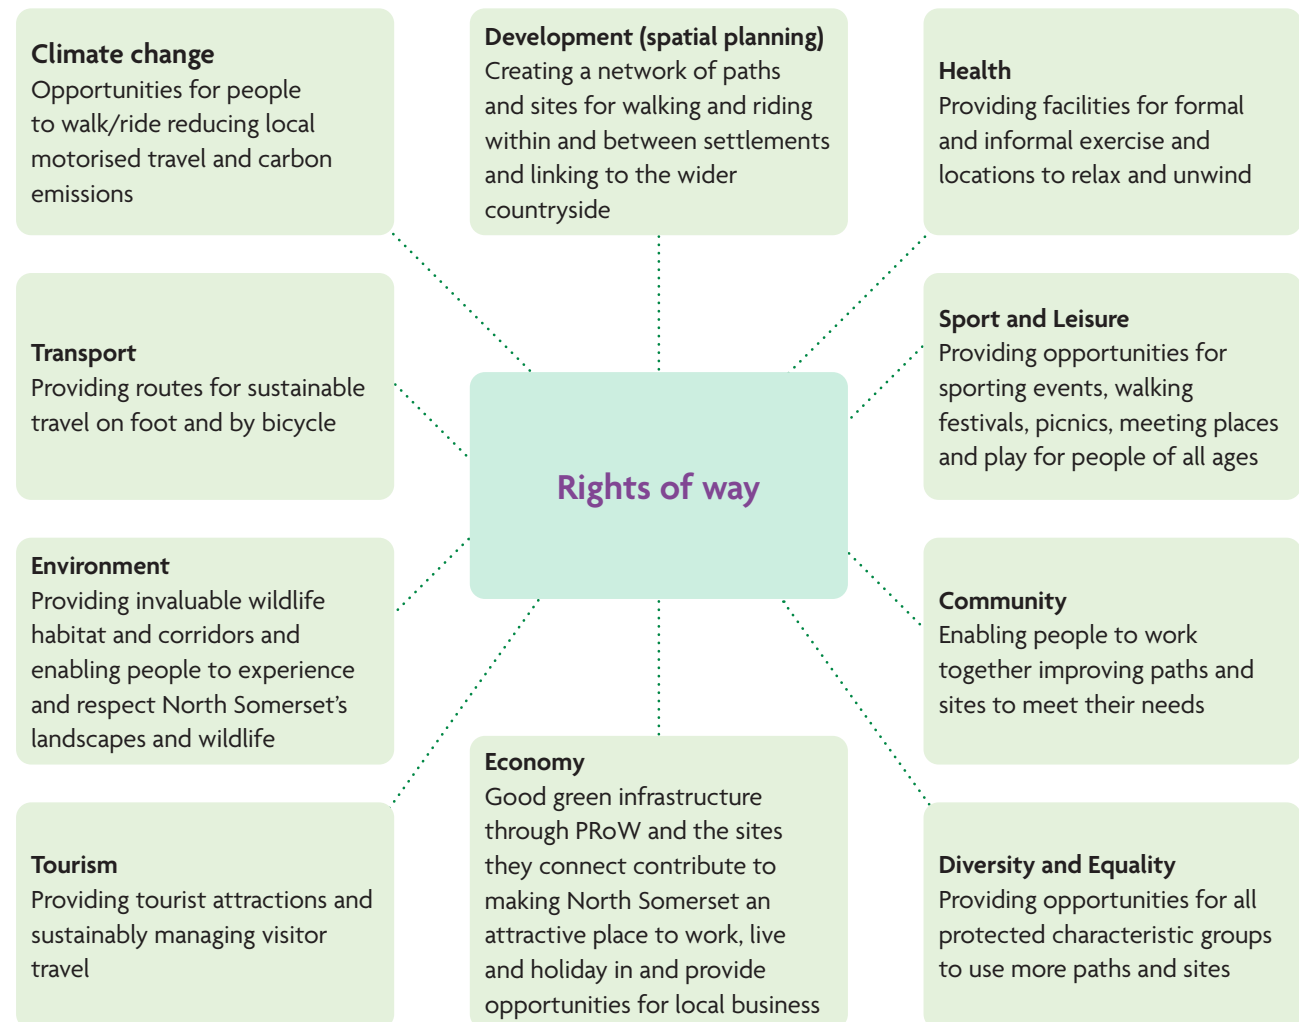 Climate change
Opportunities for people
to walk/ride reducing local
motorised travel and carbon
emissions
Development (spatial planning)
Creating a network of paths
and sites for walking and riding
within and between settlements
and linking to the wider
countryside
Health
Providing facilities for formal
and informal exercise and
locations to relax and unwind
Transport
Providing routes for sustainable
travel on foot and by bicycle
Rights of way
Sport and Leisure
Providing opportunities for
sporting events, walking
festivals, picnics, meeting places
and play for people of all ages
Environment
Providing invaluable wildlife
habitat and corridors and
enabling people to experience
and respect North Somerset's
landscapes and wildlife
Community
Enabling people to work
together improving paths and
sites to meet their needs
Tourism
Providing tourist attractions and
sustainably managing visitor
travel
Economy
Good green infrastructure
through PRoW and the sites
they connect contribute to
making North Somerset an
attractive place to work, live
and holiday in and provide
opportunities for local business
Diversity and Equality
Providing opportunities for all
protected characteristic groups
to use more paths and sites